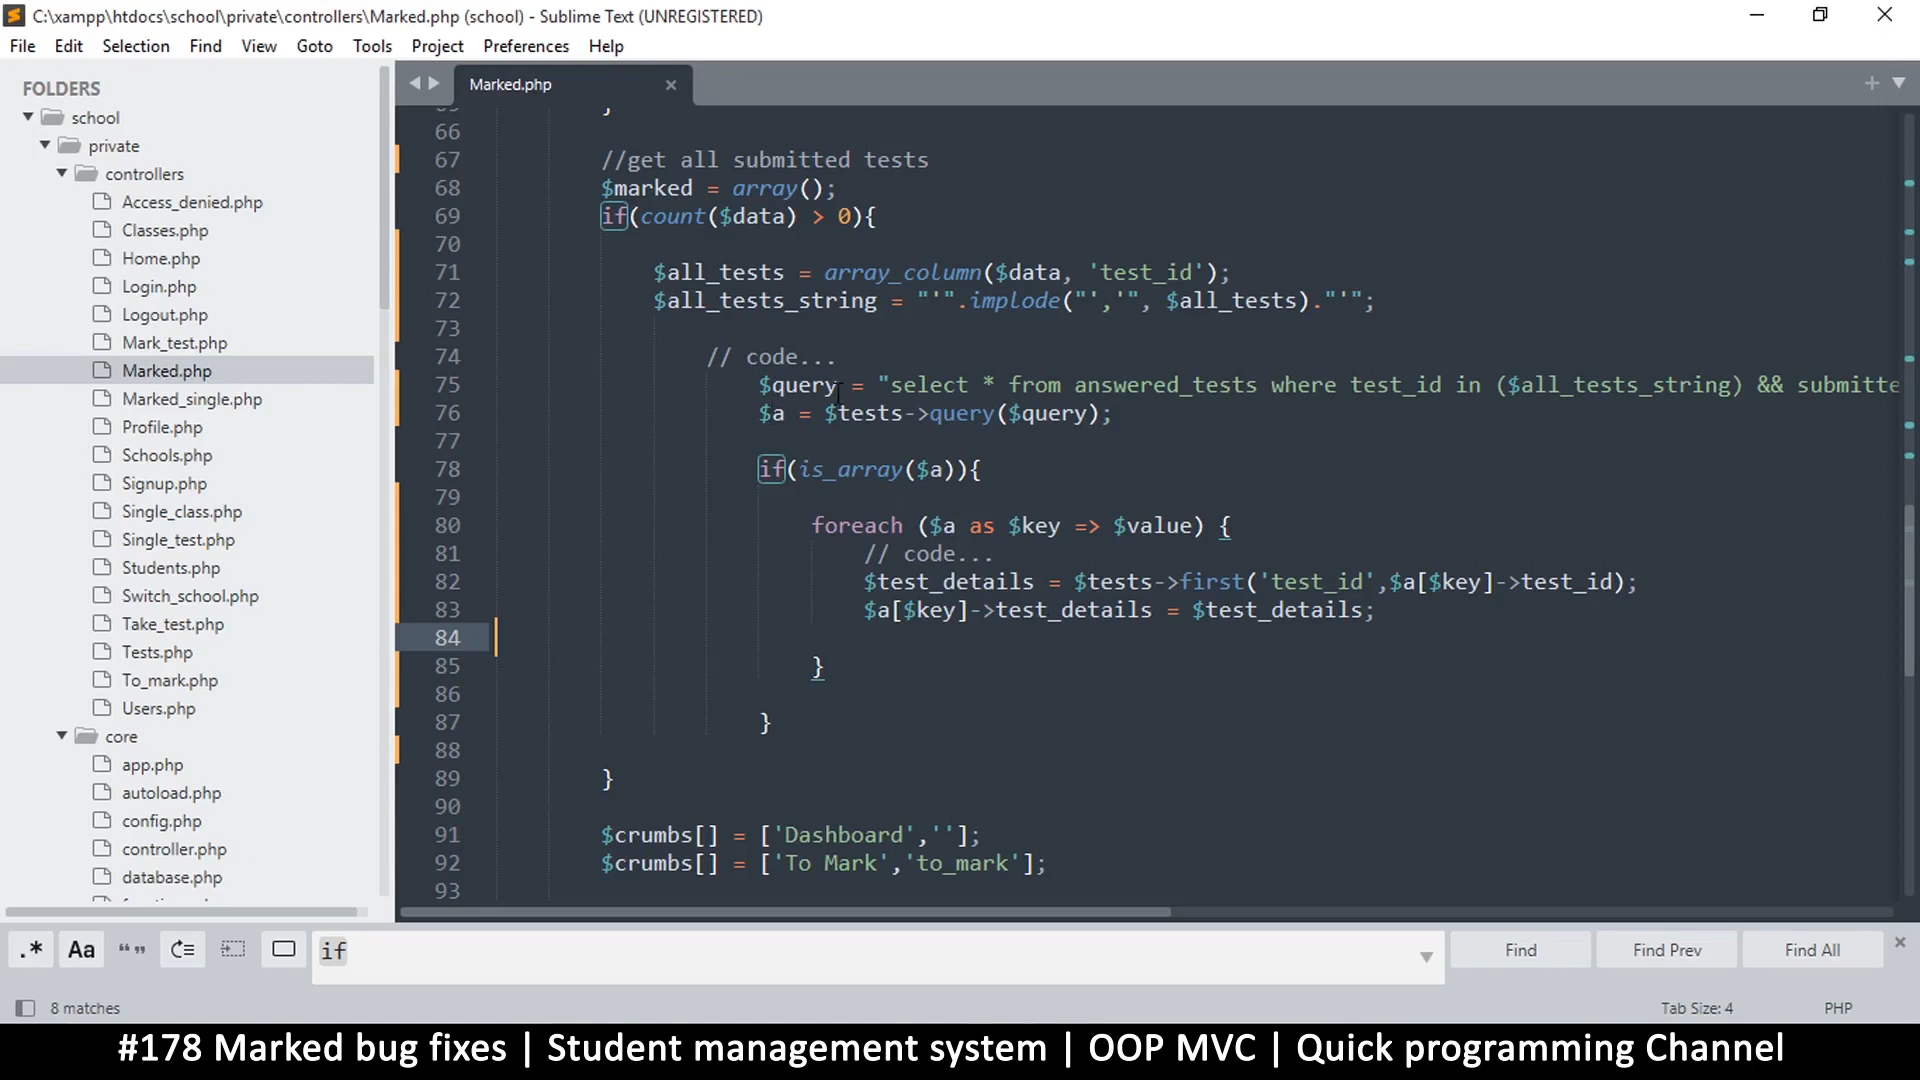 C:\xampp\htdocs\school\private\controllers\Marked.php (school) - Sublime Text (UNREGISTERED)
File Edit Selection Find View Goto Tools Project Preferences Help
FOLDERS
school
private
controllers
Access_denied.php
Classes.php
Home.php
Login.php
Logout.php
Mark_test.php
Marked.php
Marked_single.php
Profile.php
Schools.php
Signup.php
Single_class.php
Single_test.php
Students.php
Switch_school.php
Take_test.php
Tests.php
To_mark.php
Users.php
core
app.php
autoload.php
config.php
controller.php
database.php
Marked.php
65 }
66
67 //get all submitted tests
68 $marked = array();
69 if(count($data) > 0){
70
71 $all_tests = array_column($data, 'test_id');
72 $all_tests_string = "'".implode("','", $all_tests)."'";
73
74 // code...
75 $query = "select * from answered_tests where test_id in ($all_tests_string) && submitte
76 $a = $tests->query($query);
77
78 if(is_array($a)){
79
80 foreach ($a as $key => $value) {
81 // code...
82 $test_details = $tests->first('test_id',$a[$key]->test_id);
83 $a[$key]->test_details = $test_details;
84
85 }
86
87 }
88
89 }
90
91 $crumbs[] = ['Dashboard',''];
92 $crumbs[] = ['To Mark','to_mark'];
93
.* Aa “” if Find Find Prev Find All
8 matches Tab Size: 4 PHP
#178 Marked bug fixes | Student management system | OOP MVC | Quick programming Channel